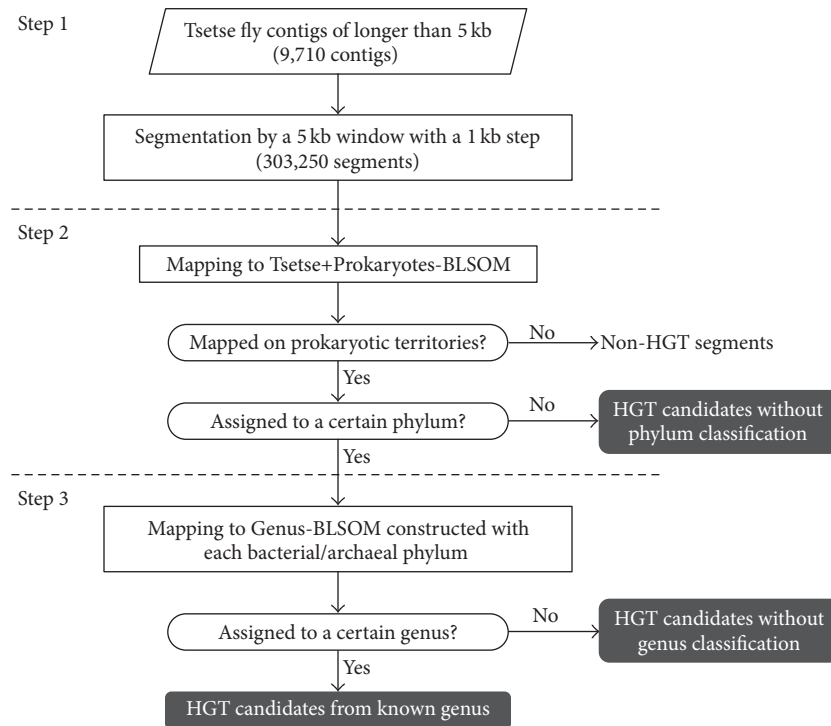 Step 1
Tsetse fly contigs of longer than 5 kb
(9,710 contigs)
Segmentation by a 5 kb window with a 1 kb step
(303,250 segments)
Step 2
Mapping to Tsetse+Prokaryotes-BLSOM
Mapped on prokaryotic territories?
No
Non-HGT segments
Yes
Assigned to a certain phylum?
No
HGT candidates without
phylum classification
Yes
Step 3
Mapping to Genus-BLSOM constructed with
each bacterial/archaeal phylum
Assigned to a certain genus?
No
HGT candidates without
genus classification
Yes
HGT candidates from known genus